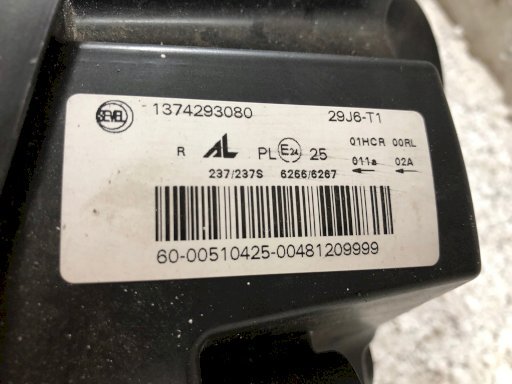 SEVEL 1374293080 29J6-T1
R AL PL E24 25 01HCR 00RL
011a 02A
237/237S 6266/6267
60-00510425-00481209999